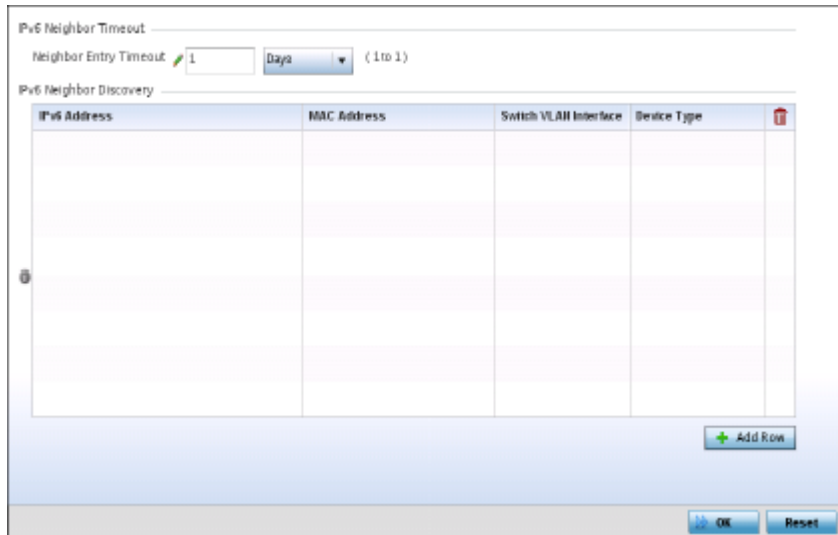 IPv6 Neighbor Timeout
Neighbor Entry Timeout 1 Days (1 to 1)
IPv6 Neighbor Discovery
IPv6 Address MAC Address Switch VLAN Interface Device Type
Add Row
OK Reset